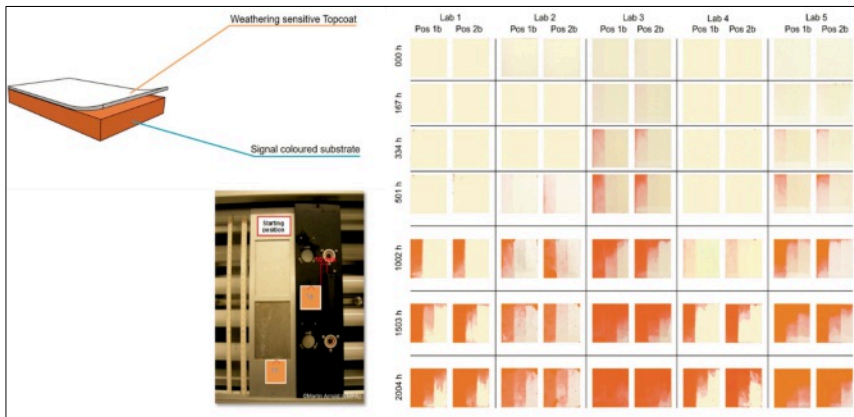 Weathering sensitive Topcoat
Signal coloured substrate
Starting
position
Lab 1 Lab 2 Lab 3 Lab 4 Lab 5
Pos 1b Pos 2b Pos 1b Pos 2b Pos 1b Pos 2b Pos 1b Pos 2b Pos 1b Pos 2b
000 h
167 h
334 h
501 h
1002 h
1503 h
2004 h